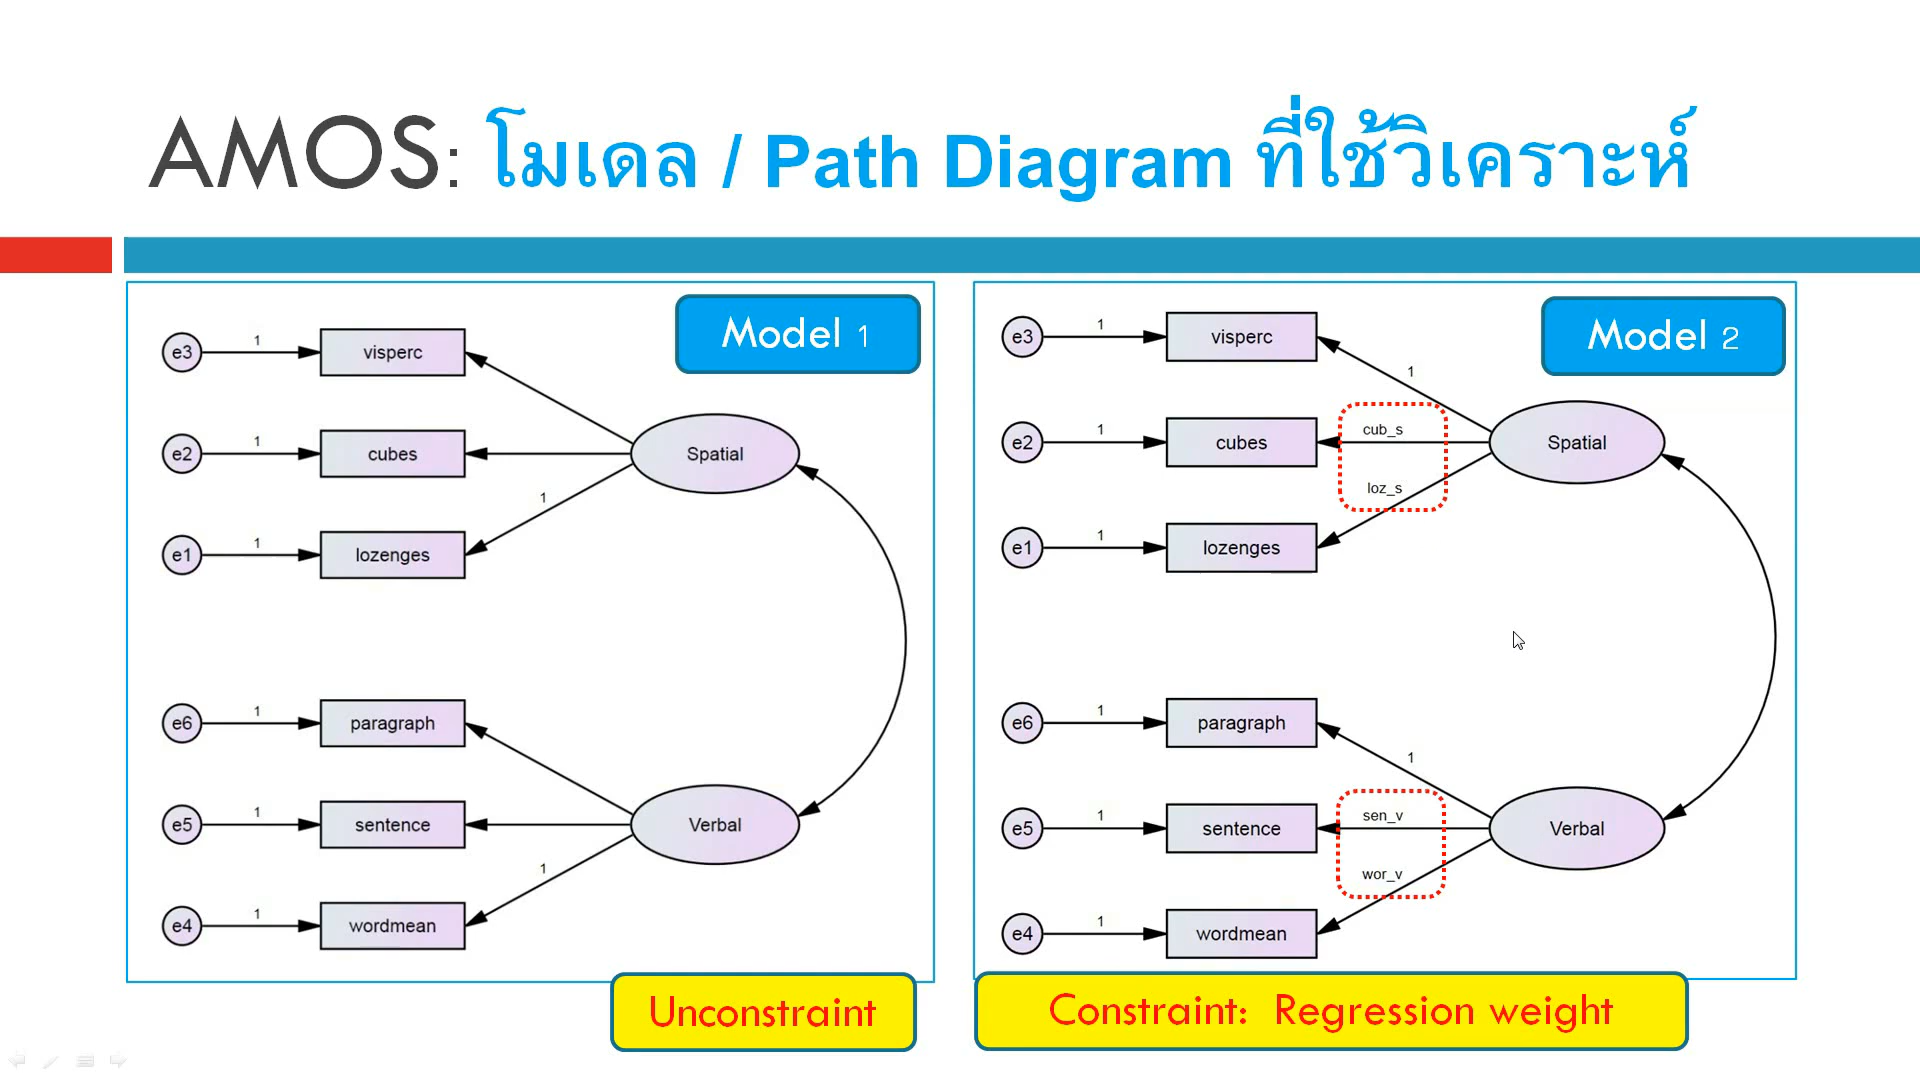 AMOS: โมเดล / Path Diagram ที่ใช้วิเคราะห์
Model 1
e3 1 visperc
e2 1 cubes
Spatial
1
e1 1 lozenges
e6 1 paragraph
e5 1 sentence
Verbal
1
e4 1 wordmean
Unconstraint
Model 2
e3 1 visperc
1
cub_s
e2 1 cubes
Spatial
loz_s
e1 1 lozenges
e6 1 paragraph
1
sen_v
e5 1 sentence
Verbal
wor_v
e4 1 wordmean
Constraint: Regression weight